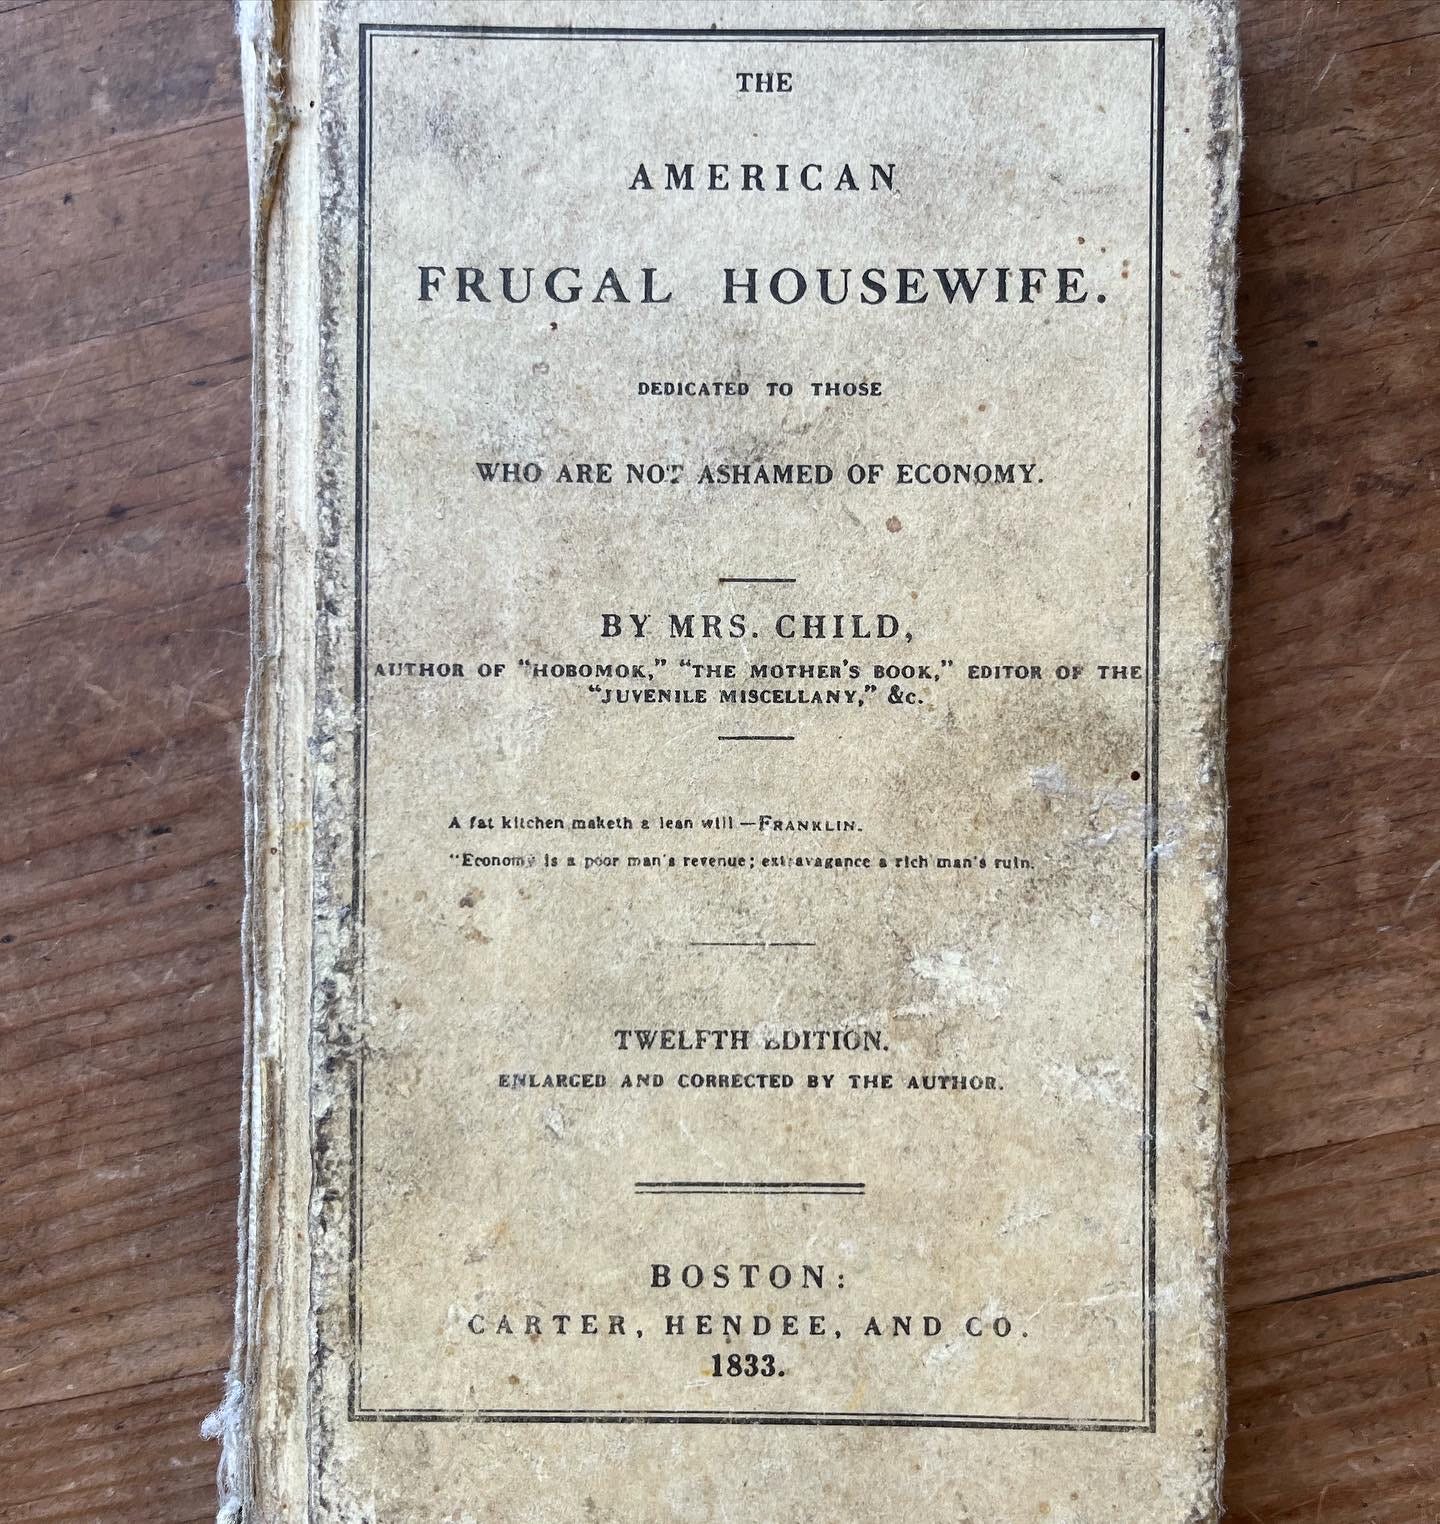 THE
AMERICAN
FRUGAL HOUSEWIFE.
DEDICATED TO THOSE
WHO ARE NOT ASHAMED OF ECONOMY.
BY MRS. CHILD,
AUTHOR OF “HOBOMOK,” “THE MOTHER’S BOOK,” EDITOR OF THE
“JUVENILE MISCELLANY,” &c.
A fat kitchen maketh a lean will —FRANKLIN.
“Economy is a poor man’s revenue; extravagance a rich man’s ruin.
TWELFTH EDITION.
ENLARGED AND CORRECTED BY THE AUTHOR.
BOSTON:
CARTER, HENDEE, AND CO.
1833.